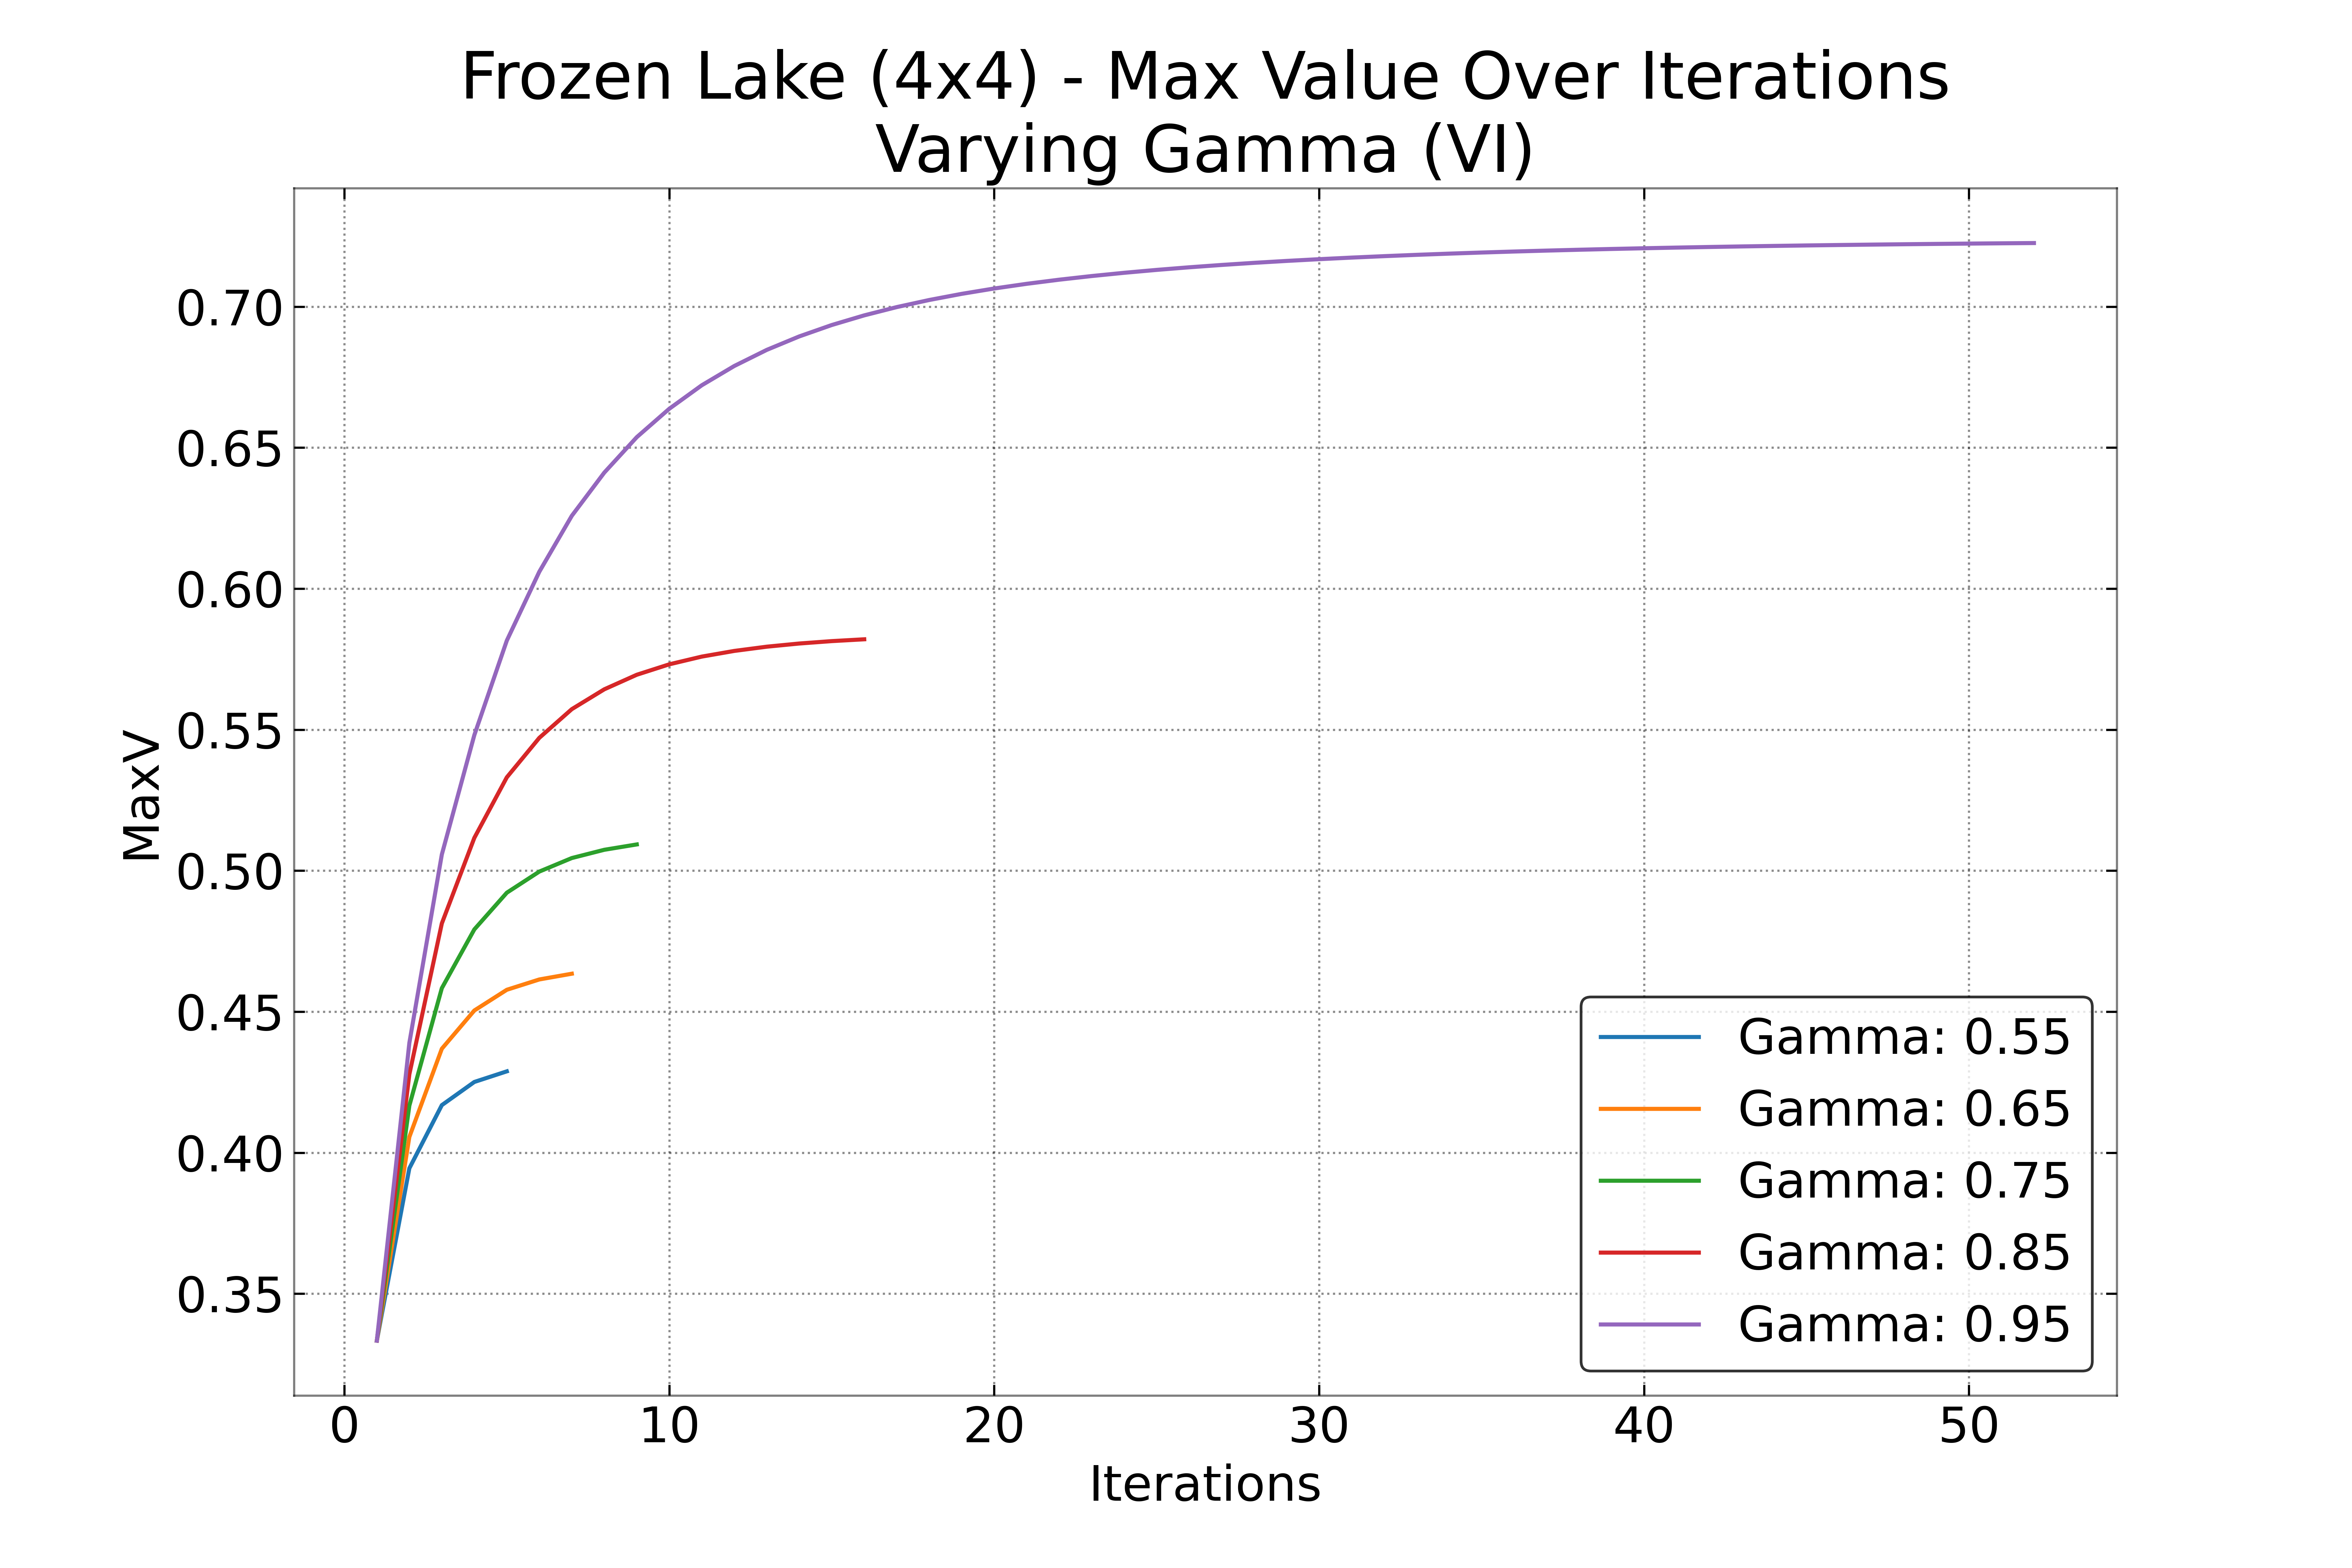 Frozen Lake (4x4) - Max Value Over Iterations
Varying Gamma (VI)
MaxV
0.70
0.65
0.60
0.55
0.50
0.45
0.40
0.35
Gamma: 0.55
Gamma: 0.65
Gamma: 0.75
Gamma: 0.85
Gamma: 0.95
0 10 20 30 40 50
Iterations